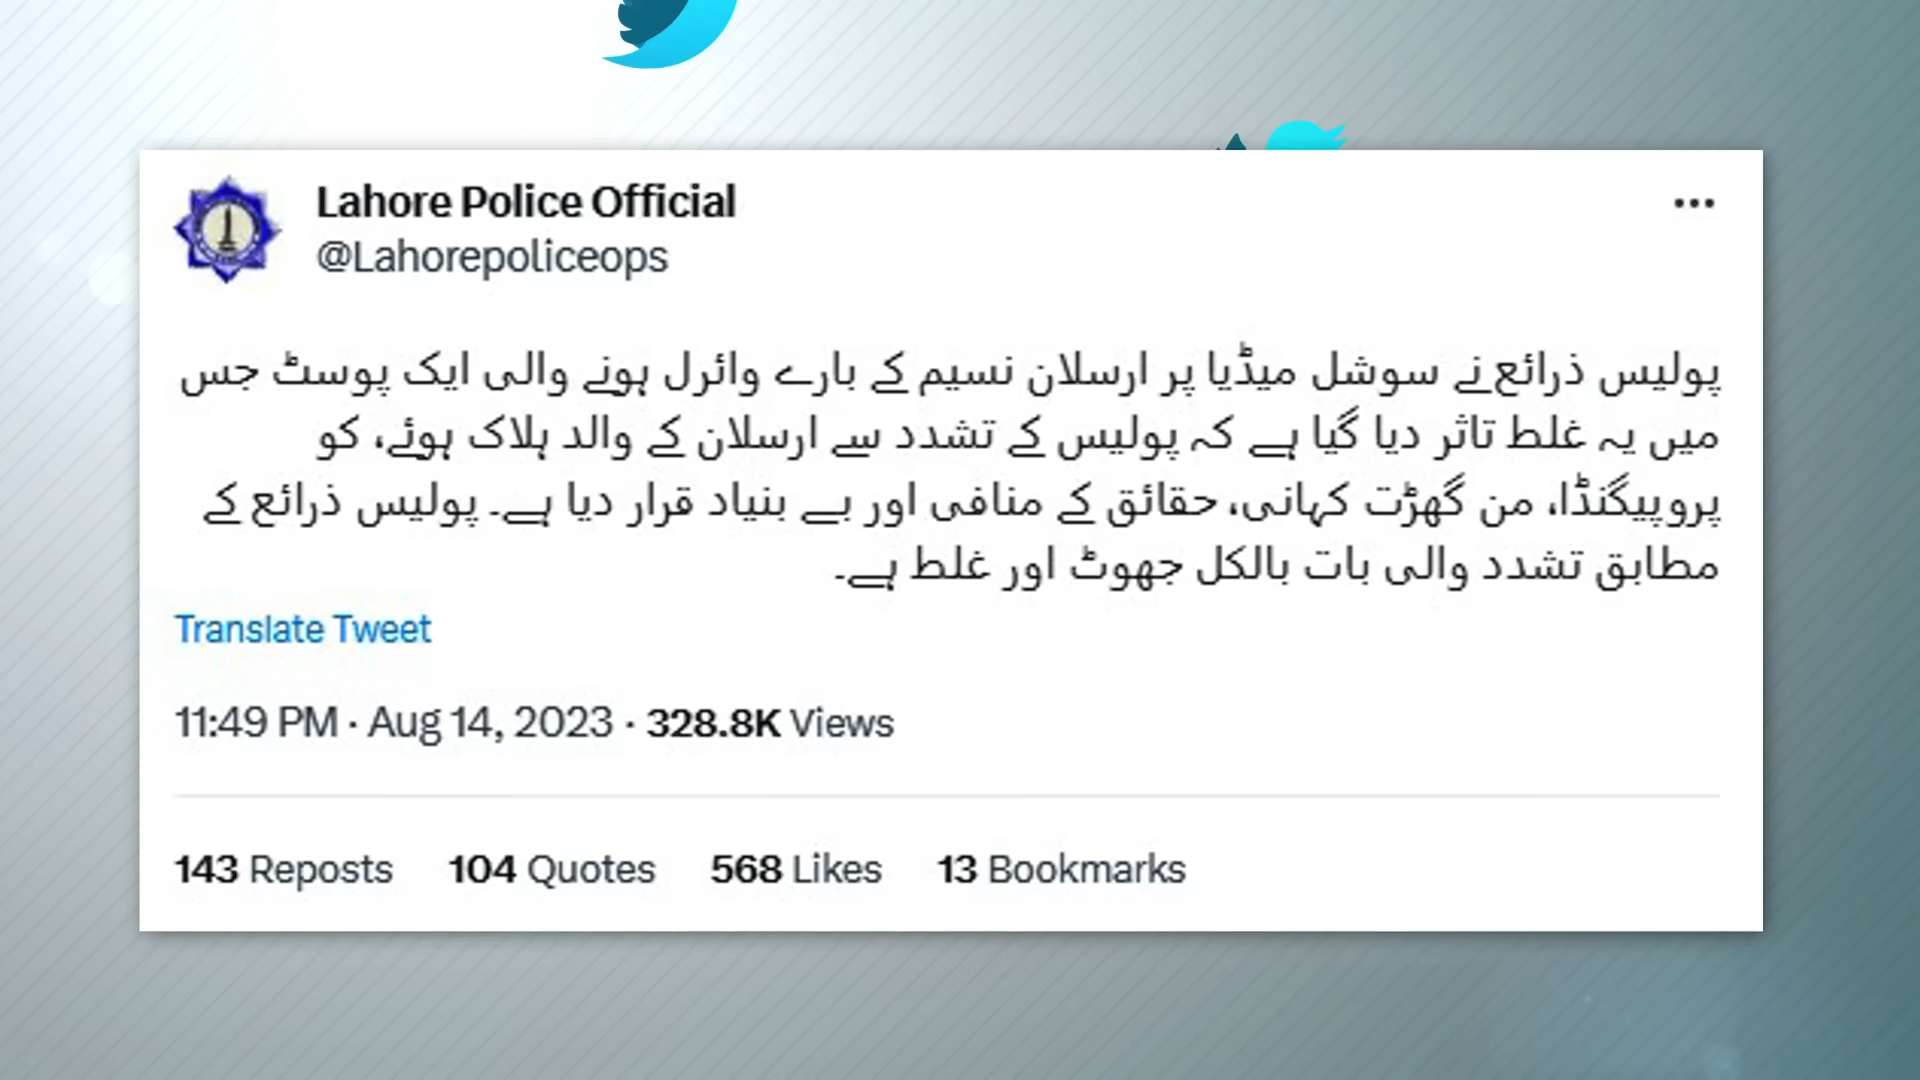 Lahore Police Official
@Lahorepoliceops
پولیس ذرائع نے سوشل میڈیا پر ارسلان نسیم کے بارے وائرل ہونے والی ایک پوسٹ جس
میں یہ غلط تاثر دیا گیا ہے کہ پولیس کے تشدد سے ارسلان کے والد ہلاک ہوئے، کو
پروپیگنڈا، من گھڑت کہانی، حقائق کے منافی اور بے بنیاد قرار دیا ہے۔ پولیس ذرائع کے
مطابق تشدد والی بات بالکل جھوٹ اور غلط ہے۔
Translate Tweet
11:49 PM · Aug 14, 2023 · 328.8K Views
143 Reposts 104 Quotes 568 Likes 13 Bookmarks